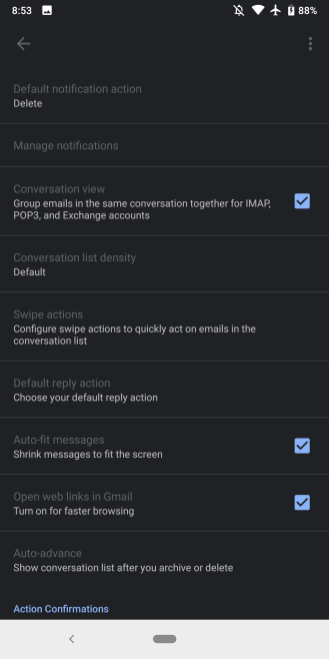 8:53
88%
Default notification action
Delete
Manage notifications
Conversation view
Group emails in the same conversation together for IMAP,
POP3, and Exchange accounts
Conversation list density
Default
Swipe actions
Configure swipe actions to quickly act on emails in the
conversation list
Default reply action
Choose your default reply action
Auto-fit messages
Shrink messages to fit the screen
Open web links in Gmail
Turn on for faster browsing
Auto-advance
Show conversation list after you archive or delete
Action Confirmations